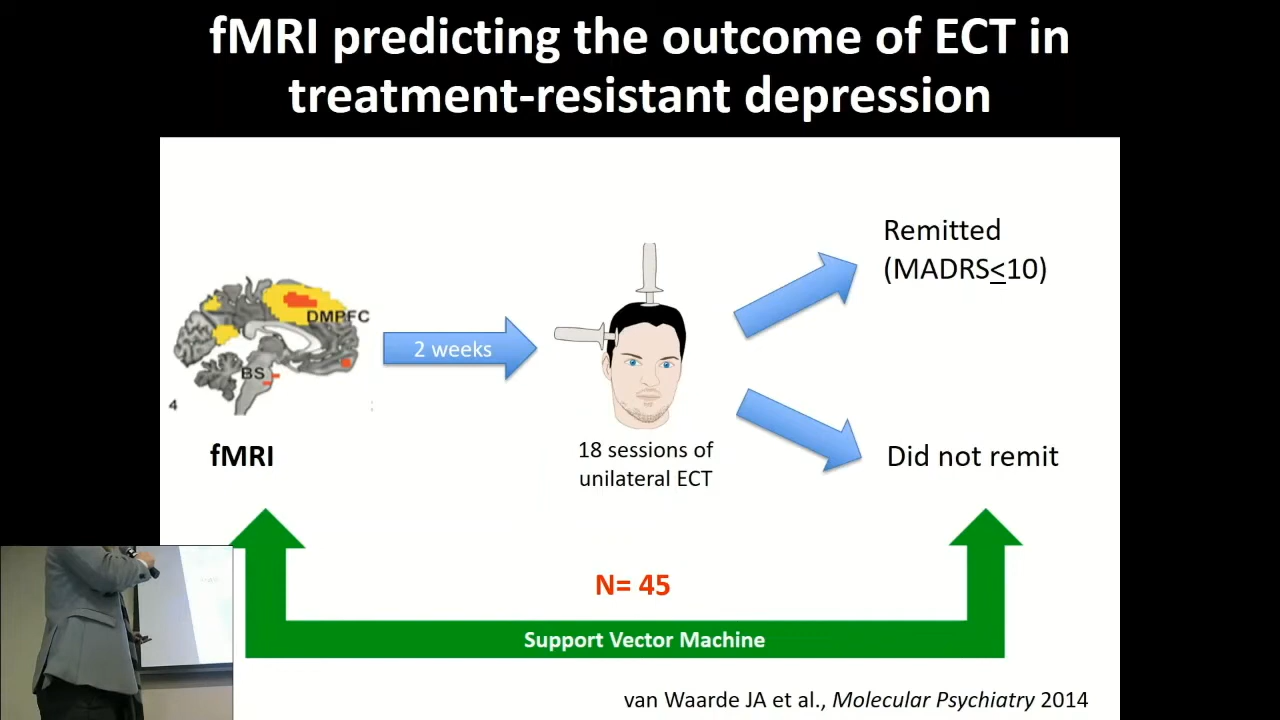 fMRI predicting the outcome of ECT in
treatment-resistant depression
Remitted
(MADRS≤10)
DMPFC
BS
4
2 weeks
fMRI
18 sessions of
unilateral ECT
Did not remit
N= 45
Support Vector Machine
van Waarde JA et al., Molecular Psychiatry 2014